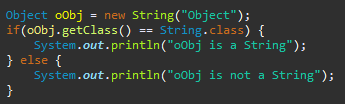 Object oObj = new String("Object");
if(oObj.getClass() == String.class) {
    System.out.println("oObj is a String");
} else {
    System.out.println("oObj is not a String");
}